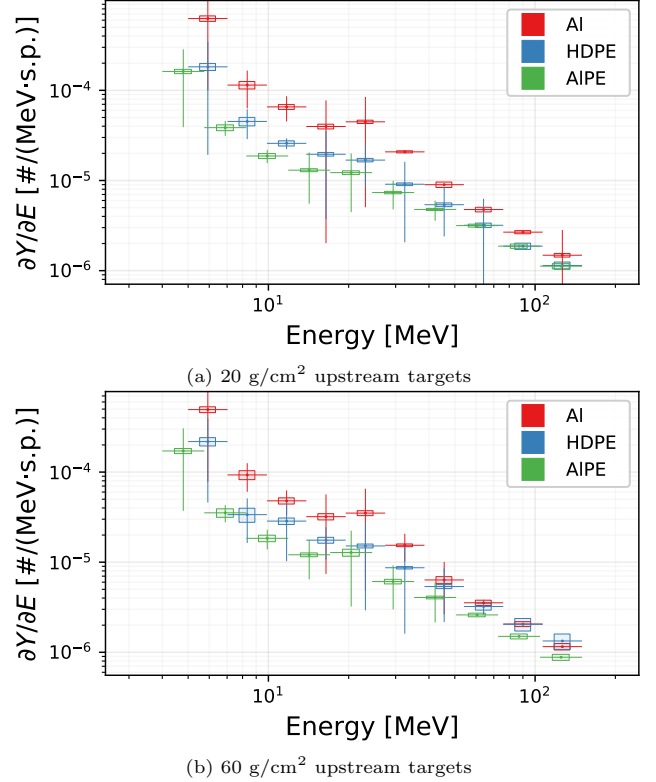 10⁻⁴
10⁻⁵
10⁻⁶
∂Y/∂E [#/(MeV·s.p.)]
Al
HDPE
AlPE
10¹ 10²
Energy [MeV]
(a) 20 g/cm² upstream targets
10⁻⁴
10⁻⁵
10⁻⁶
∂Y/∂E [#/(MeV·s.p.)]
Al
HDPE
AlPE
10¹ 10²
Energy [MeV]
(b) 60 g/cm² upstream targets